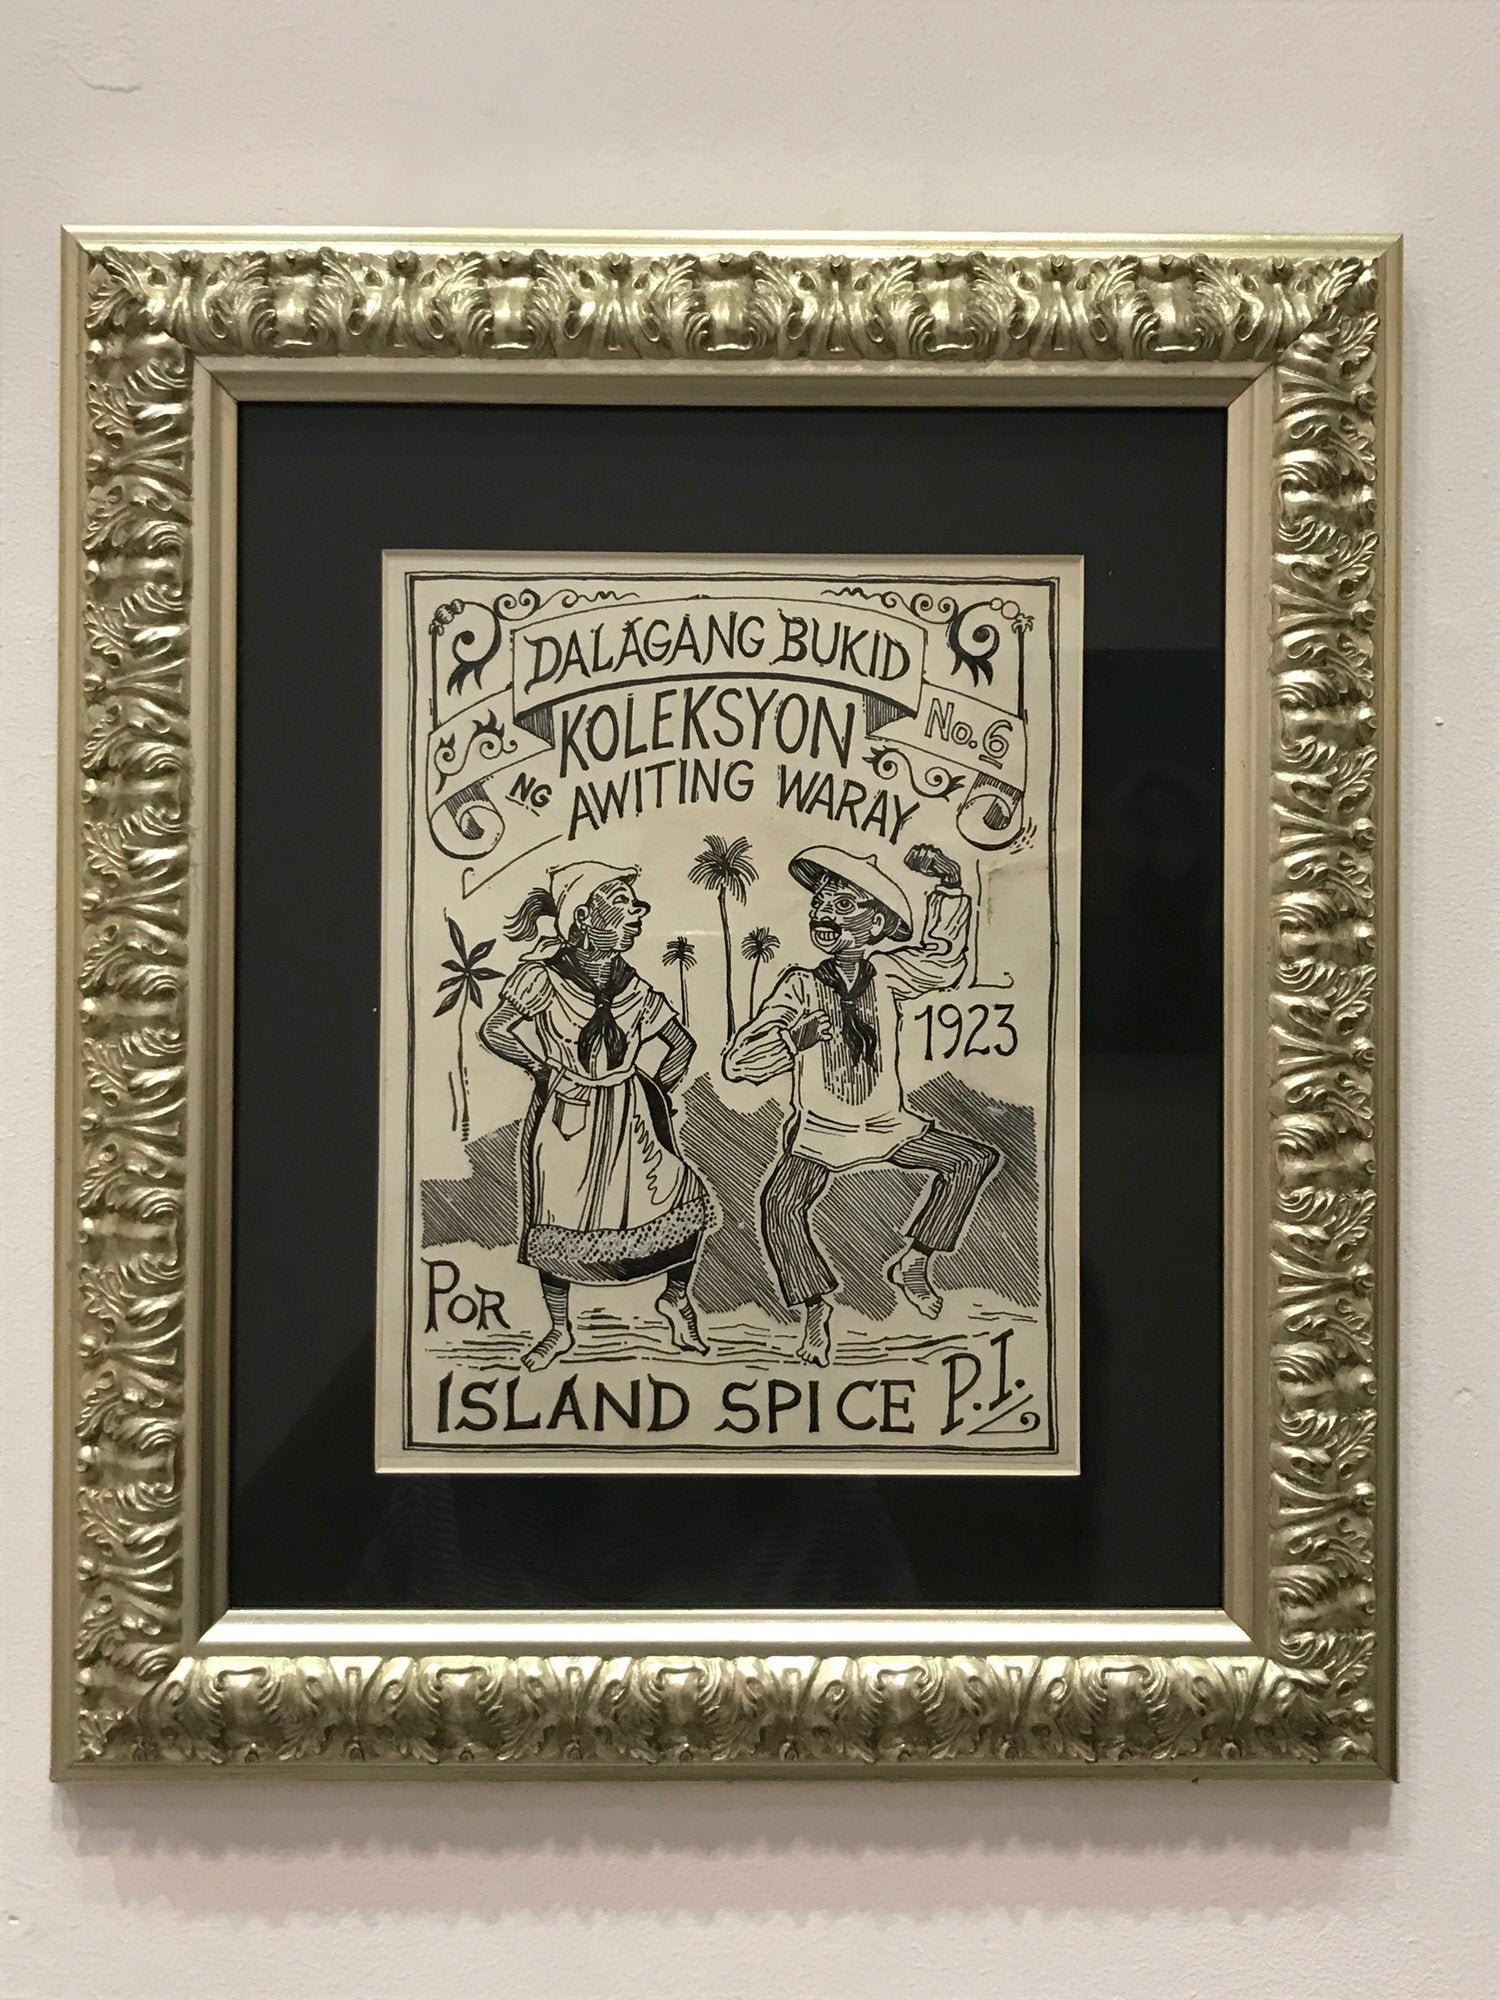 DALAGANG BUKID
KOLEKSYON No. 6
NG AWITING WARAY
1923
POR
ISLAND SPICE P.I.